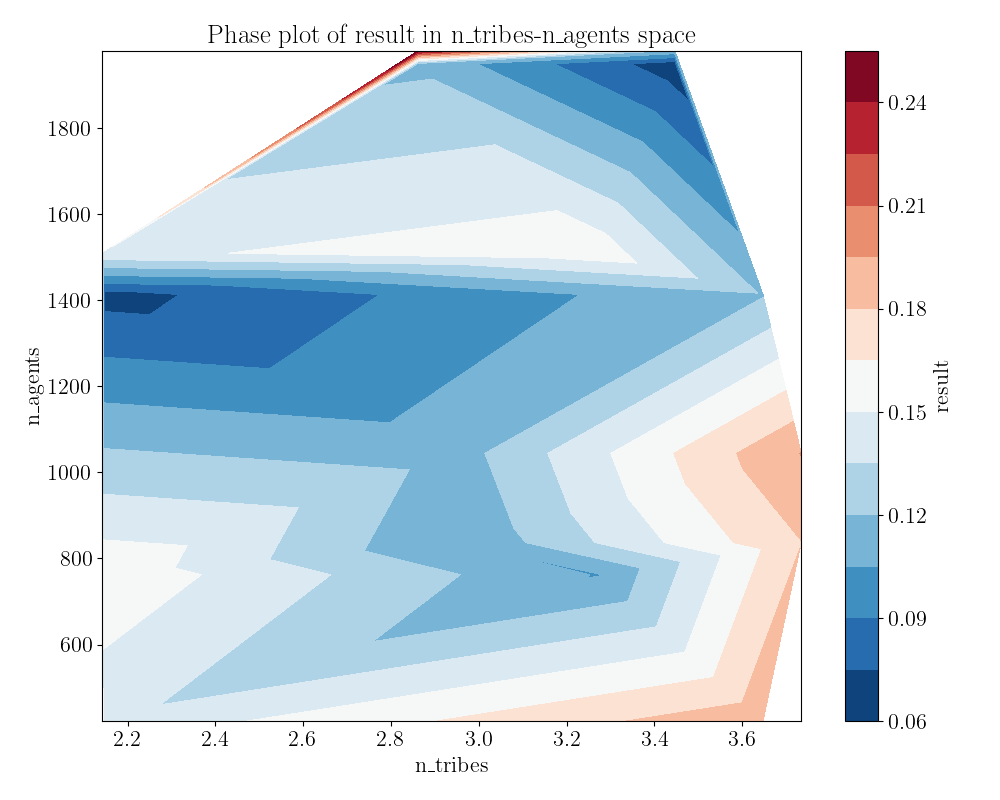 Phase plot of result in n_tribes-n_agents space
n_agents
1800
1600
1400
1200
1000
800
600
2.2 2.4 2.6 2.8 3.0 3.2 3.4 3.6
n_tribes
0.24
0.21
0.18
0.15
0.12
0.09
0.06
result